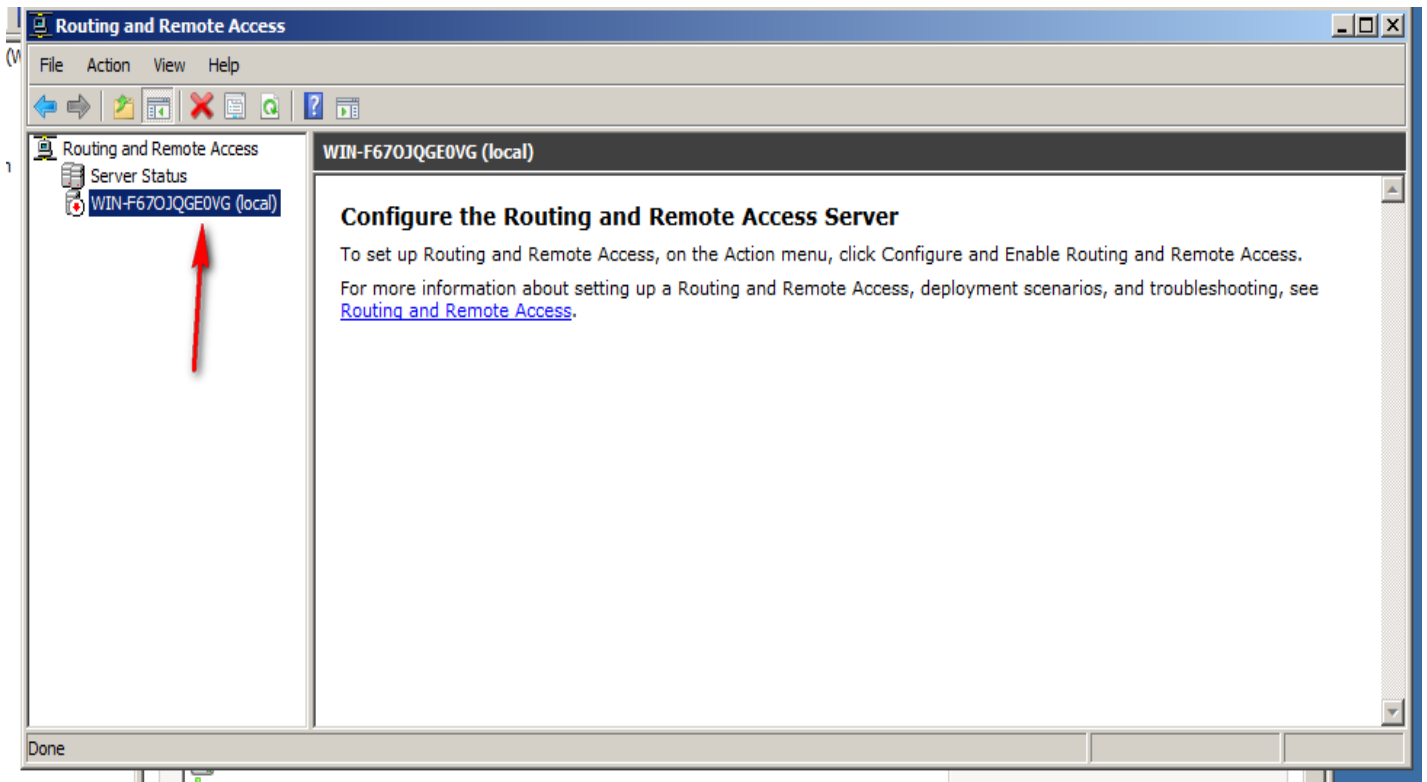 Routing and Remote Access
File Action View Help
Routing and Remote Access
Server Status
WIN-F67OJQGE0VG (local)
WIN-F67OJQGE0VG (local)
Configure the Routing and Remote Access Server
To set up Routing and Remote Access, on the Action menu, click Configure and Enable Routing and Remote Access.
For more information about setting up a Routing and Remote Access, deployment scenarios, and troubleshooting, see
Routing and Remote Access.
Done